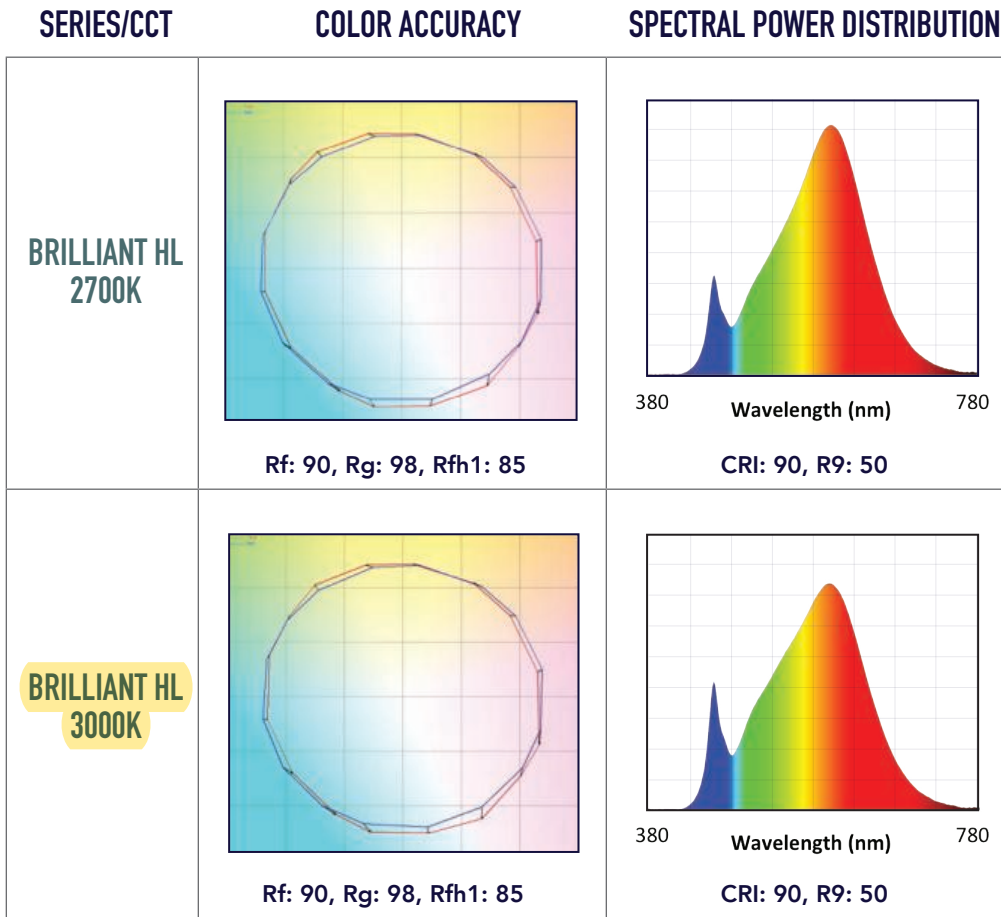 SERIES/CCT
COLOR ACCURACY
SPECTRAL POWER DISTRIBUTION
BRILLIANT HL
2700K
380
Wavelength (nm)
780
Rf: 90, Rg: 98, Rfh1: 85
CRI: 90, R9: 50
BRILLIANT HL
3000K
380
Wavelength (nm)
780
Rf: 90, Rg: 98, Rfh1: 85
CRI: 90, R9: 50